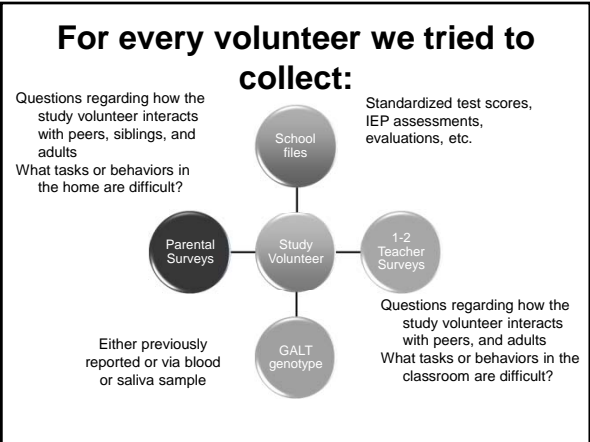 For every volunteer we tried to
collect:
Questions regarding how the
study volunteer interacts
with peers, siblings, and
adults
What tasks or behaviors in
the home are difficult?
Standardized test scores,
IEP assessments,
evaluations, etc.
School
files
Parental
Surveys
Study
Volunteer
1-2
Teacher
Surveys
GALT
genotype
Either previously
reported or via blood
or saliva sample
Questions regarding how the
study volunteer interacts
with peers, and adults
What tasks or behaviors in the
classroom are difficult?